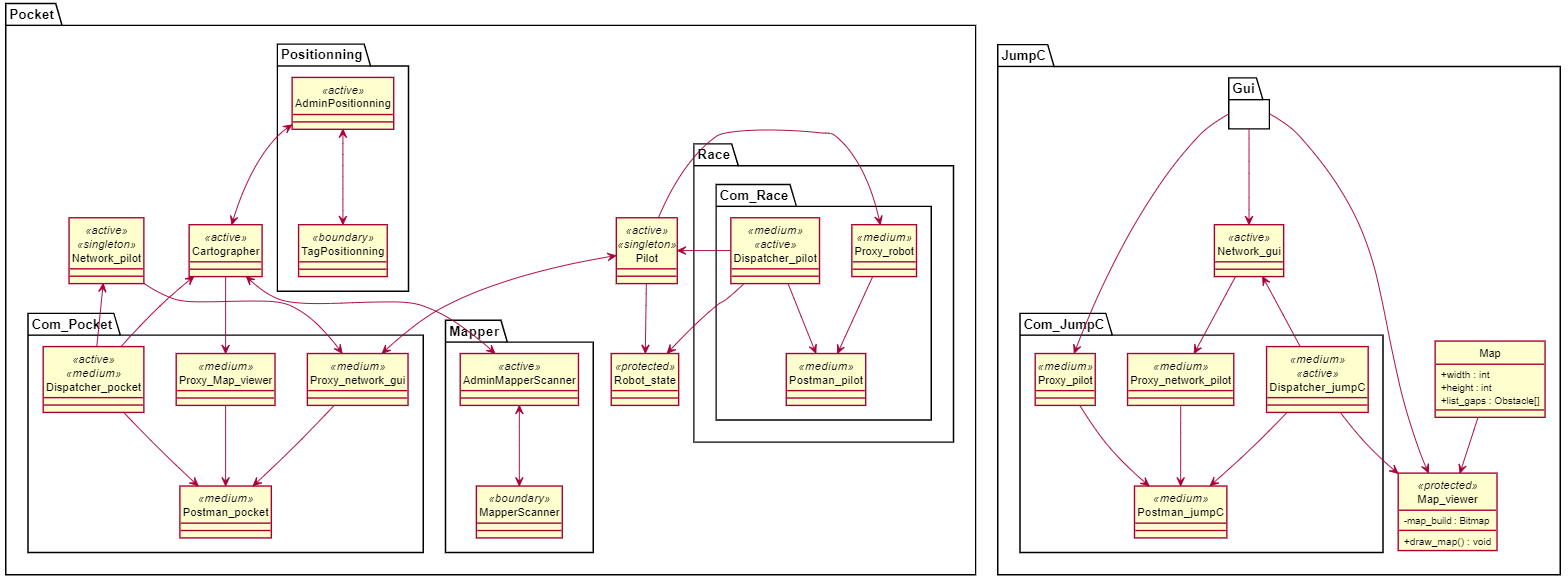 Pocket
Positionning
«active»
AdminPositionning
«boundary»
TagPositionning
«active»
«singleton»
Network_pilot
«active»
Cartographer
Com_Pocket
«active»
«medium»
Dispatcher_pocket
«medium»
Proxy_Map_viewer
«medium»
Proxy_network_gui
«medium»
Postman_pocket
Mapper
«active»
AdminMapperScanner
«boundary»
MapperScanner
«active»
«singleton»
Pilot
«protected»
Robot_state
Race
Com_Race
«medium»
«active»
Dispatcher_pilot
«medium»
Proxy_robot
«medium»
Postman_pilot
JumpC
Gui
«active»
Network_gui
Com_JumpC
«medium»
Proxy_pilot
«medium»
Proxy_network_pilot
«medium»
«active»
Dispatcher_jumpC
«medium»
Postman_jumpC
Map
+width : int
+height : int
+list_gaps : Obstacle[]
«protected»
Map_viewer
-map_build : Bitmap
+draw_map() : void